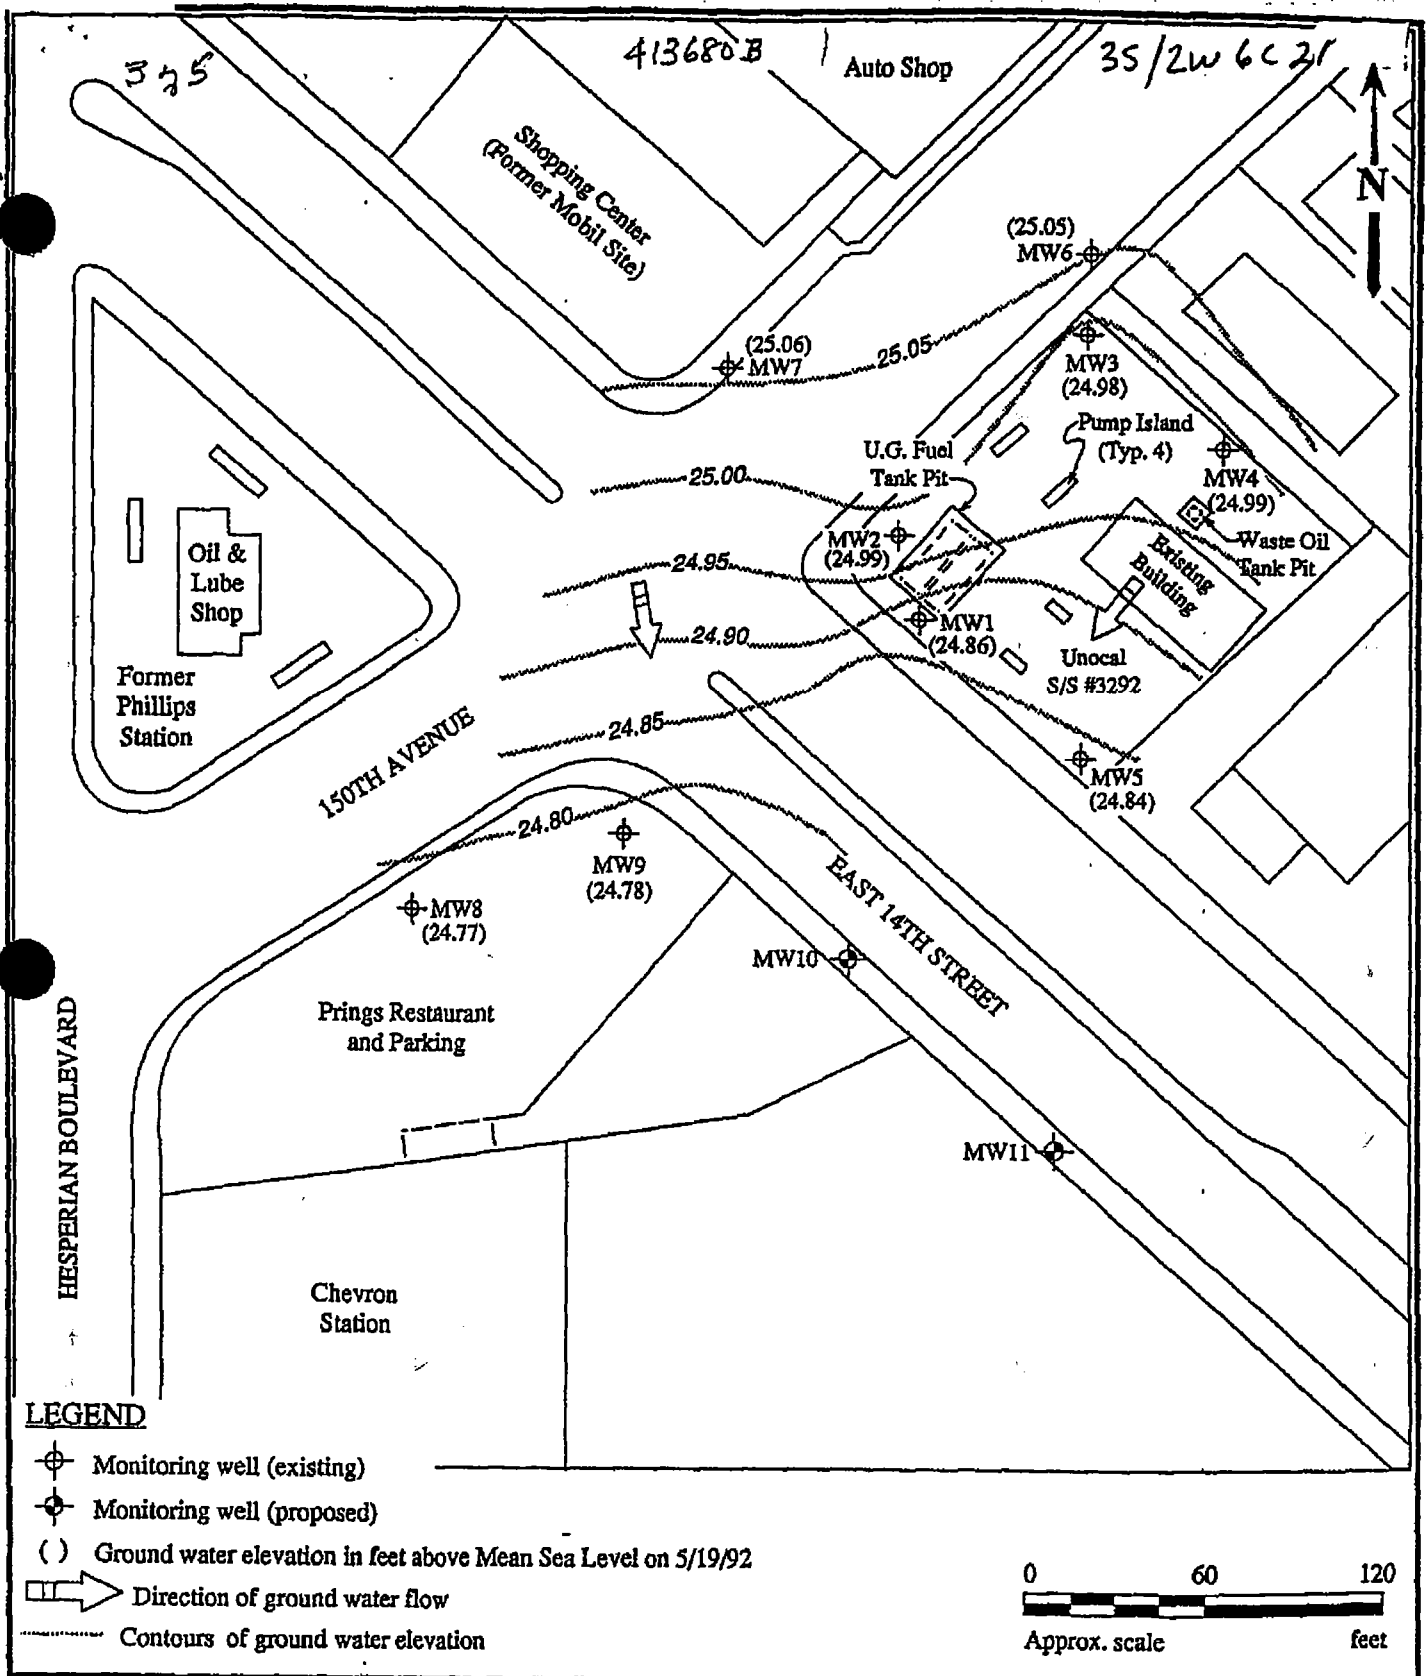 413680B
Auto Shop
3S/2W 6C 21
325
N
Shopping Center
(Former Mobil Site)
(25.05)
MW6
(25.06)
MW7
25.05
MW3
(24.98)
Pump Island
(Typ. 4)
U.G. Fuel
Tank Pit
MW4
(24.99)
25.00
MW2
(24.99)
Waste Oil
Tank Pit
Existing
Building
Oil &
Lube
Shop
24.95
24.90
MW1
(24.86)
Unocal
S/S #3292
Former
Phillips
Station
24.85
150TH AVENUE
MW5
(24.84)
24.80
MW9
(24.78)
MW8
(24.77)
EAST 14TH STREET
MW10
Prings Restaurant
and Parking
HESPERIAN BOULEVARD
MW11
Chevron
Station
LEGEND
Monitoring well (existing)
Monitoring well (proposed)
( ) Ground water elevation in feet above Mean Sea Level on 5/19/92
Direction of ground water flow
Contours of ground water elevation
0 60 120
Approx. scale feet